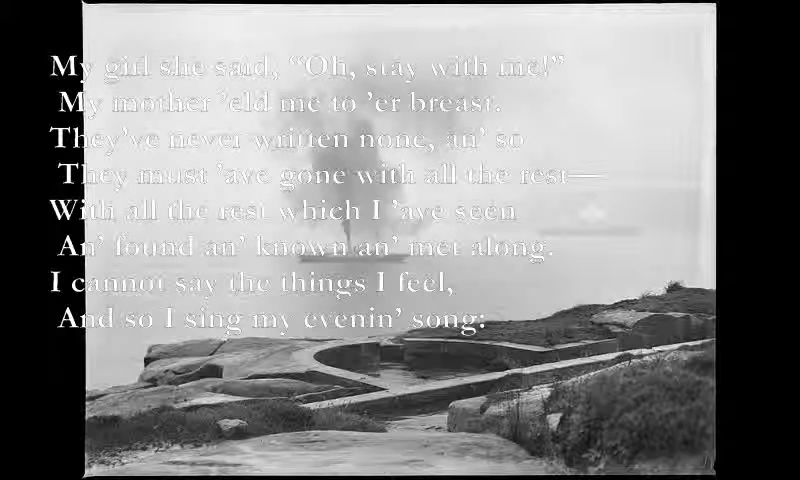 My girl she said, “Oh, stay with me!”
My mother ’eld me to ’er breast.
They’ve never written none, an’ so
They must ’ave gone with all the rest—
With all the rest which I ’ave seen
An’ found an’ known an’ met along.
I cannot say the things I feel,
And so I sing my evenin’ song: